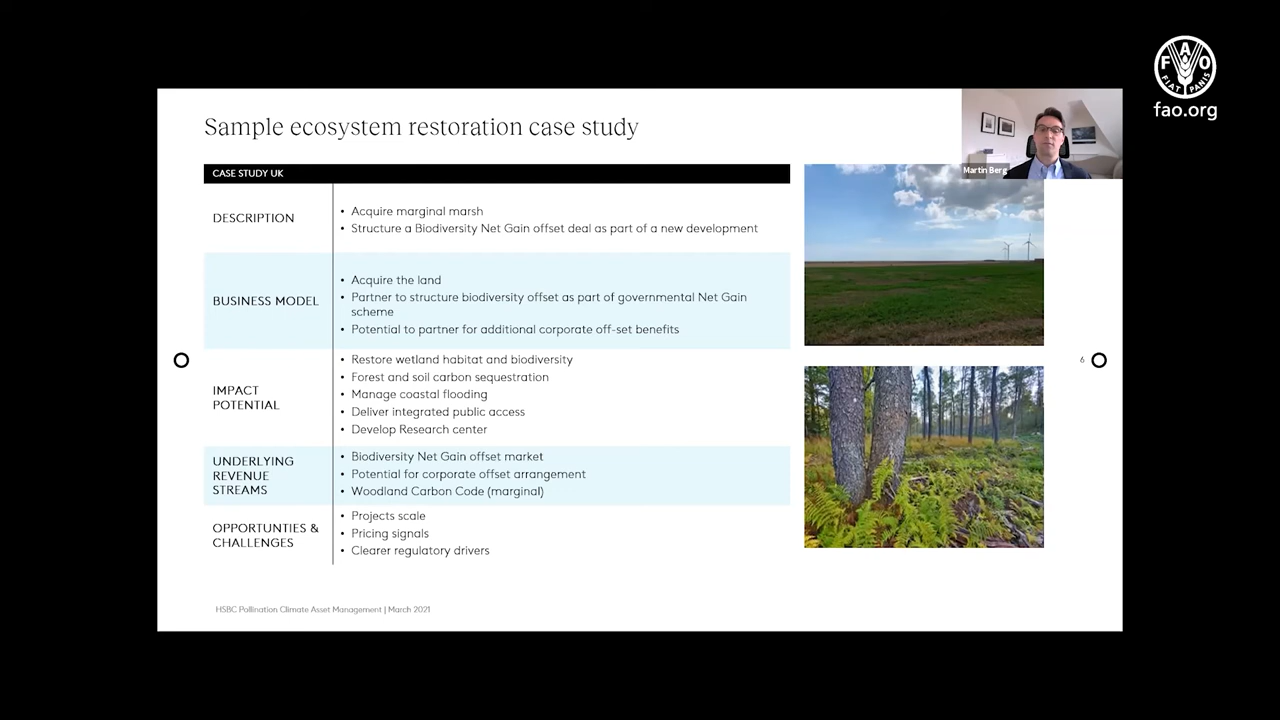 FAO
FIAT PANIS
fao.org
Sample ecosystem restoration case study
Martin Berg
CASE STUDY UK
DESCRIPTION
• Acquire marginal marsh
• Structure a Biodiversity Net Gain offset deal as part of a new development
BUSINESS MODEL
• Acquire the land
• Partner to structure biodiversity offset as part of governmental Net Gain
scheme
• Potential to partner for additional corporate off-set benefits
IMPACT
POTENTIAL
• Restore wetland habitat and biodiversity
• Forest and soil carbon sequestration
• Manage coastal flooding
• Deliver integrated public access
• Develop Research center
UNDERLYING
REVENUE
STREAMS
• Biodiversity Net Gain offset market
• Potential for corporate offset arrangement
• Woodland Carbon Code (marginal)
OPPORTUNTIES &
CHALLENGES
• Projects scale
• Pricing signals
• Clearer regulatory drivers
6
HSBC Pollination Climate Asset Management | March 2021